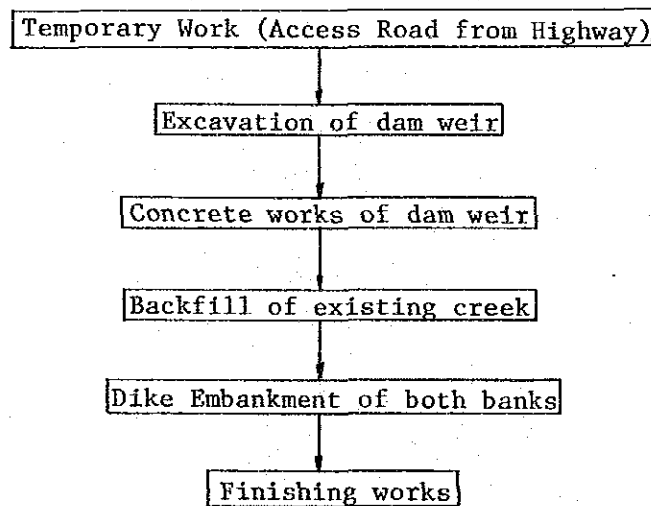 Temporary Work (Access Road from Highway)
Excavation of dam weir
Concrete works of dam weir
Backfill of existing creek
Dike Embankment of both banks
Finishing works